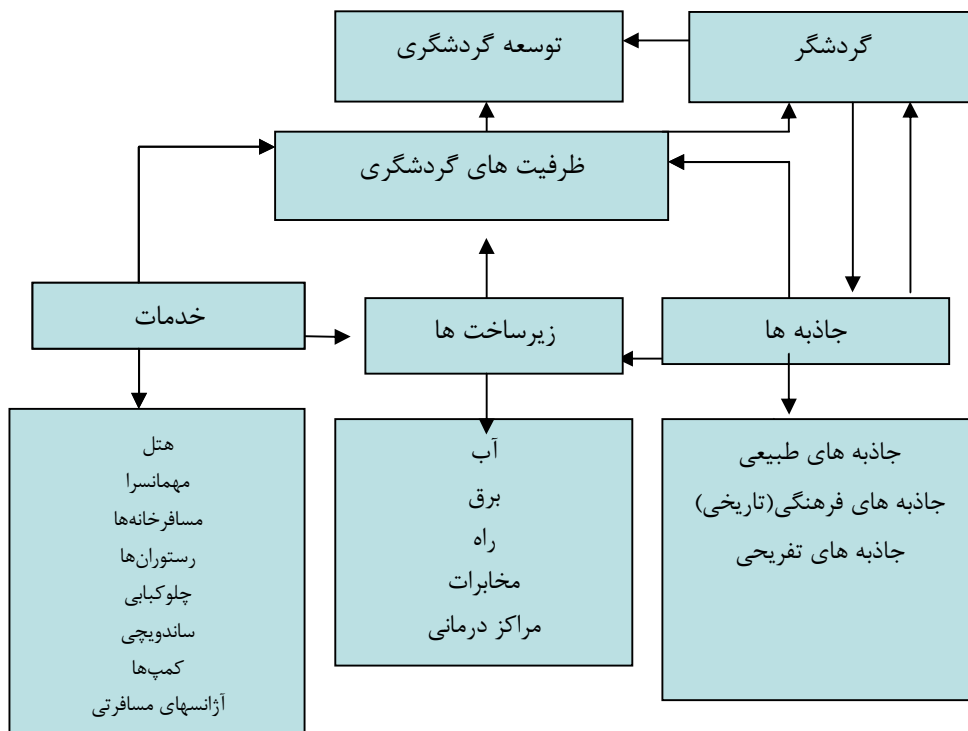 گردشگر
توسعه گردشگری
ظرفیت های گردشگری
جاذبه ها
زیرساخت ها
خدمات
جاذبه های طبیعی
جاذبه های فرهنگی(تاریخی)
جاذبه های تفریحی
آب
برق
راه
مخابرات
مراکز درمانی
هتل
مهمانسرا
مسافرخانه‌ها
رستوران‌ها
چلوکبابی
ساندویچی
کمپ‌ها
آژانسهای مسافرتی